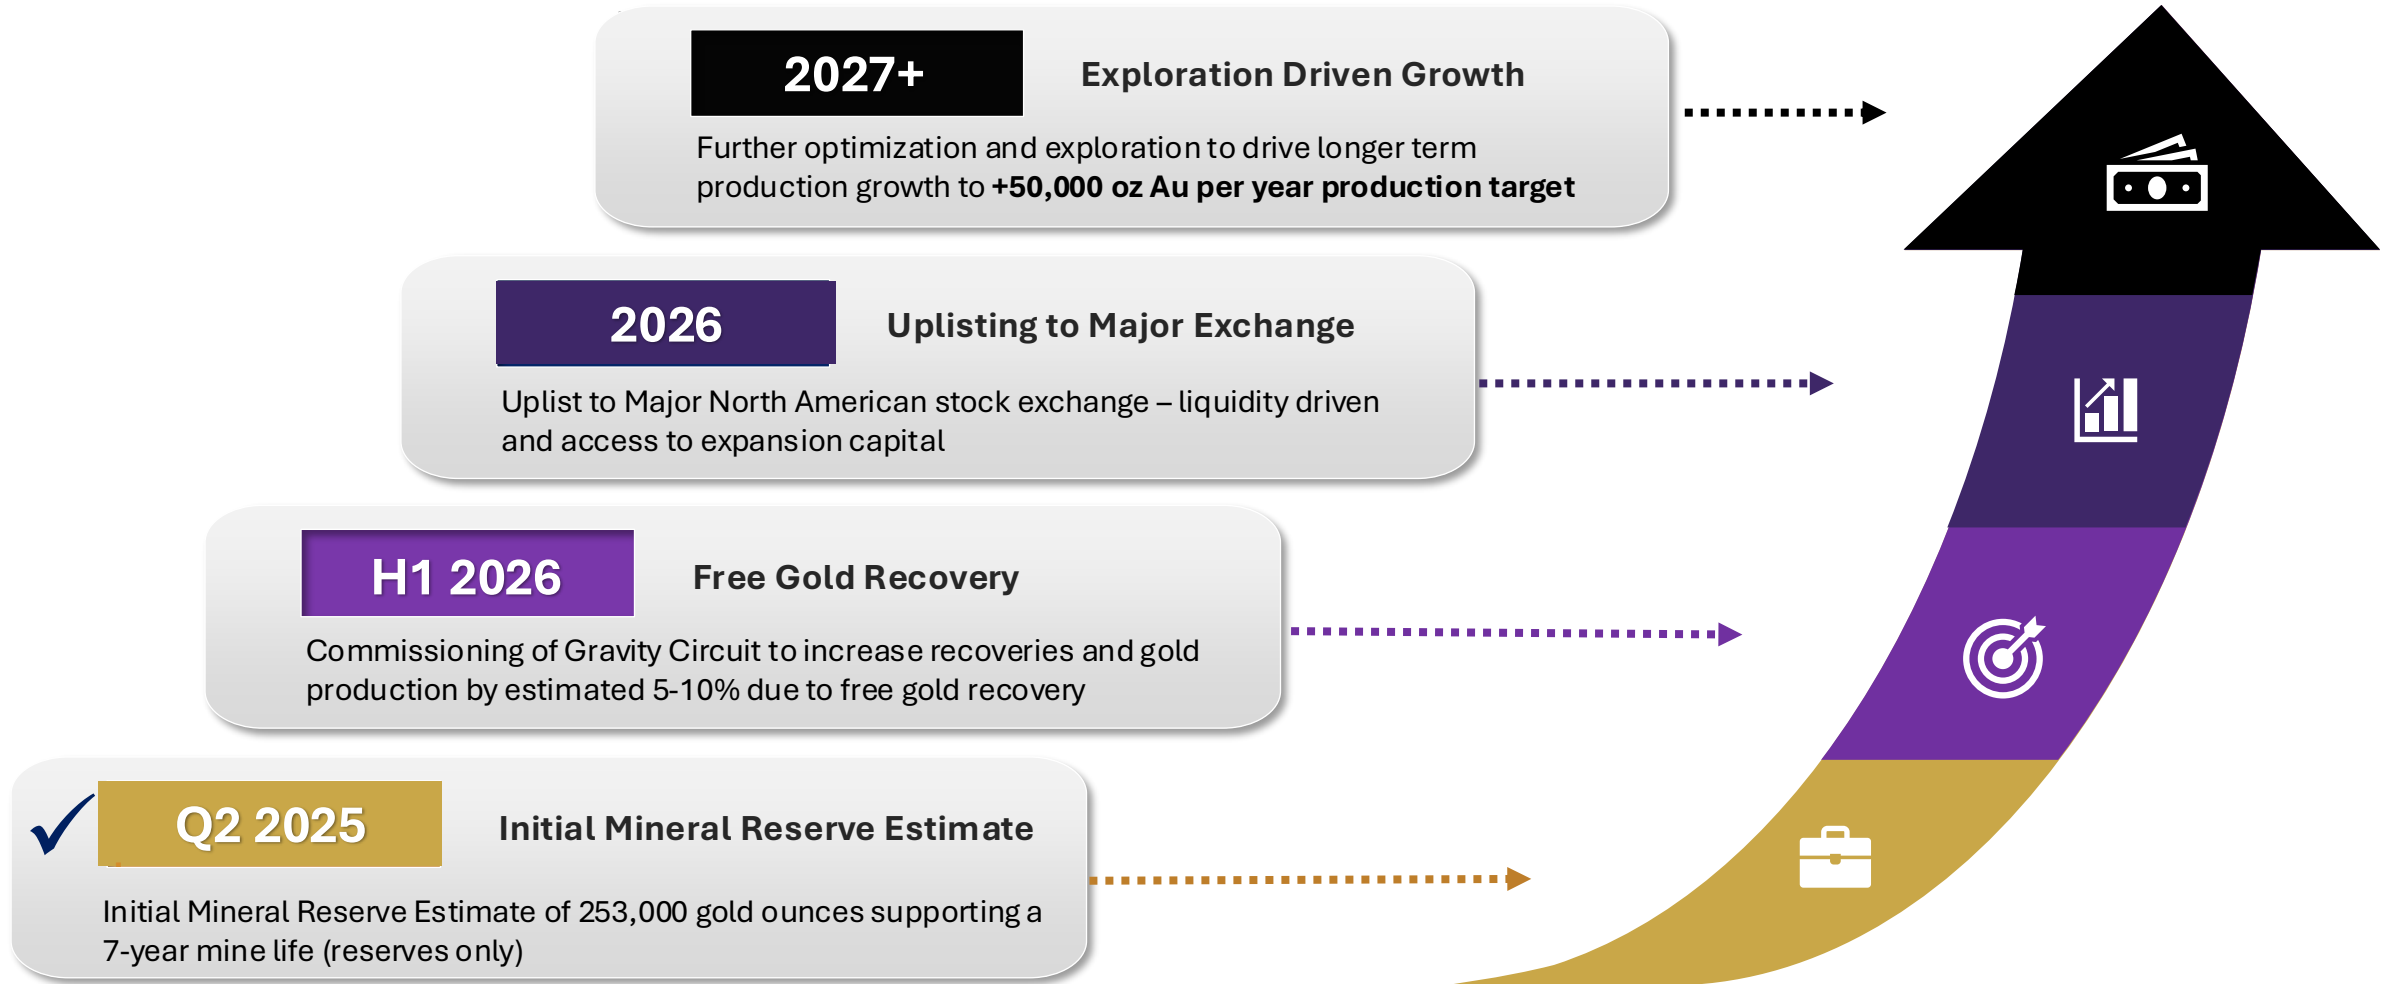 2027+
Exploration Driven Growth
Further optimization and exploration to drive longer term
production growth to +50,000 oz Au per year production target
2026
Uplisting to Major Exchange
Uplist to Major North American stock exchange – liquidity driven
and access to expansion capital
H1 2026
Free Gold Recovery
Commissioning of Gravity Circuit to increase recoveries and gold
production by estimated 5-10% due to free gold recovery
Q2 2025
Initial Mineral Reserve Estimate
Initial Mineral Reserve Estimate of 253,000 gold ounces supporting a
7-year mine life (reserves only)